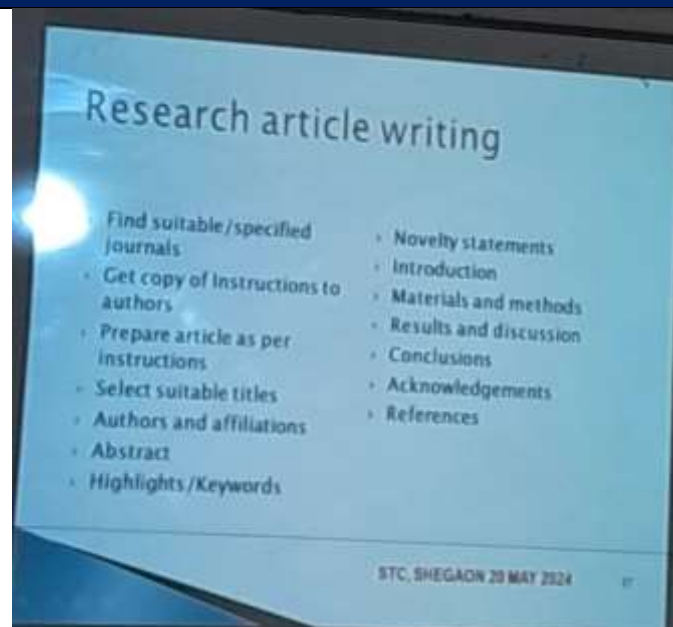 Research article writing
Find suitable/specified
journals
Get copy of Instructions to
authors
Prepare article as per
instructions
Select suitable titles
Authors and affiliations
Abstract
Highlights/Keywords
Novelty statements
Introduction
Materials and methods
Results and discussion
Conclusions
Acknowledgements
References
STC, SHEGAON 20 MAY 2024